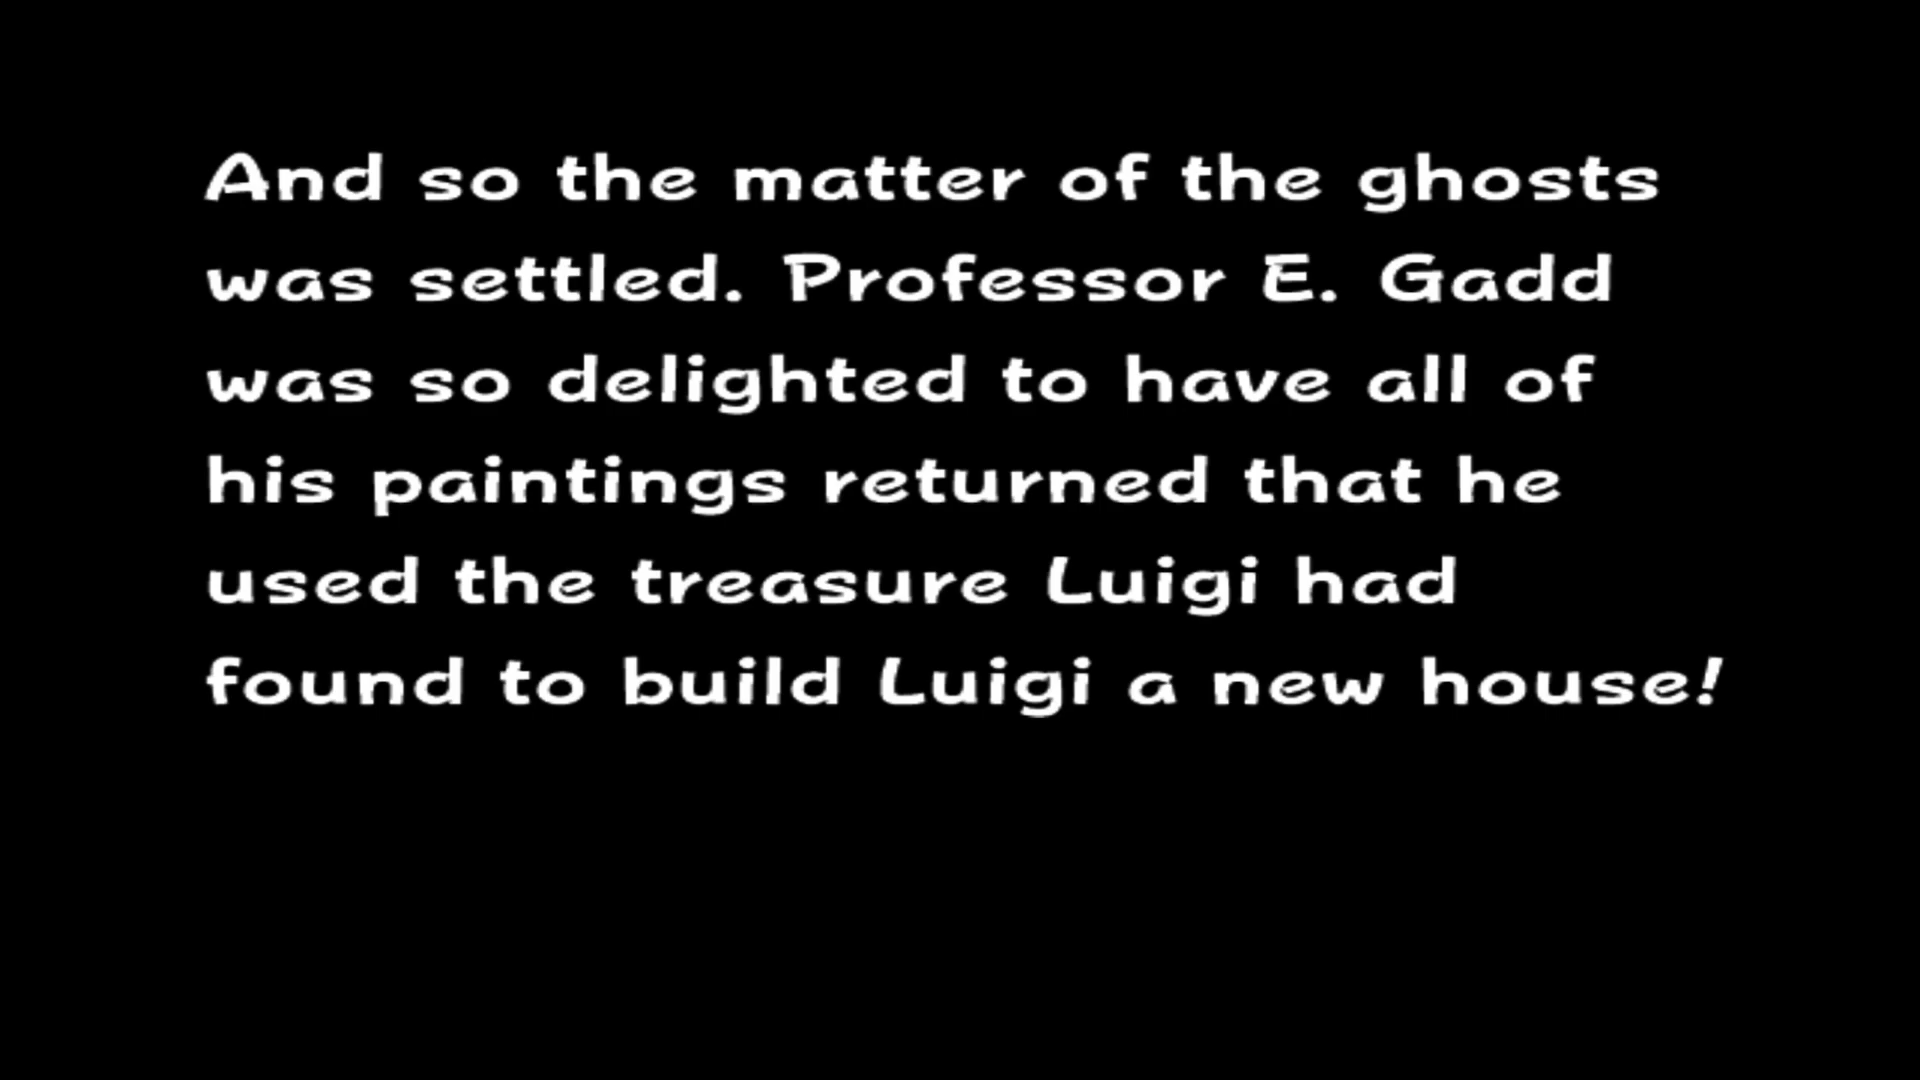 And so the matter of the ghosts
was settled. Professor E. Gadd
was so delighted to have all of
his paintings returned that he
used the treasure Luigi had
found to build Luigi a new house!